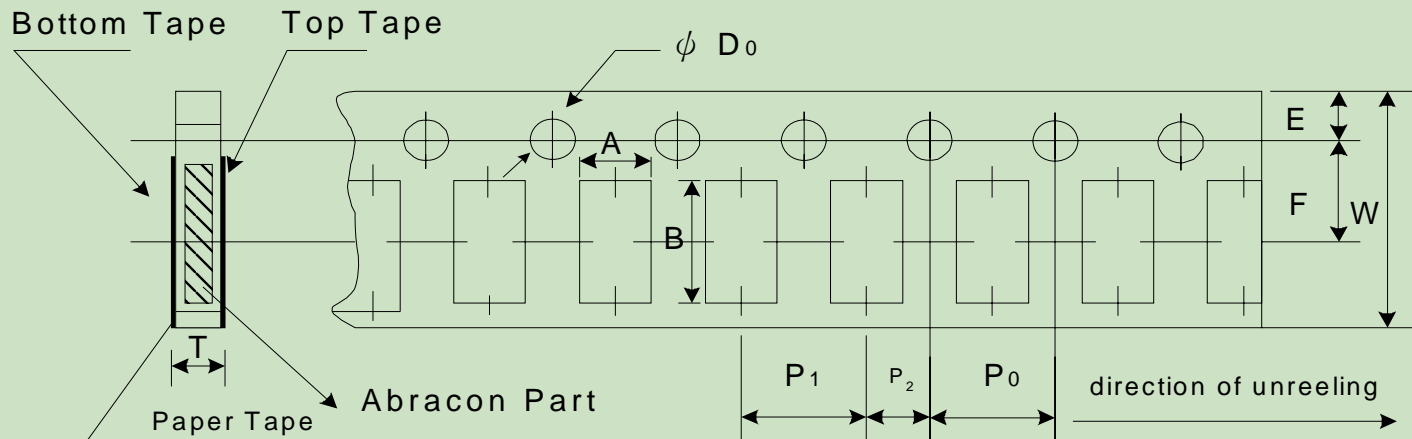 Bottom Tape
Top Tape
ψ D₀
E
A
F
W
B
T
P₁
P₂
P₀
direction of unreeling
Abracon Part
Paper Tape